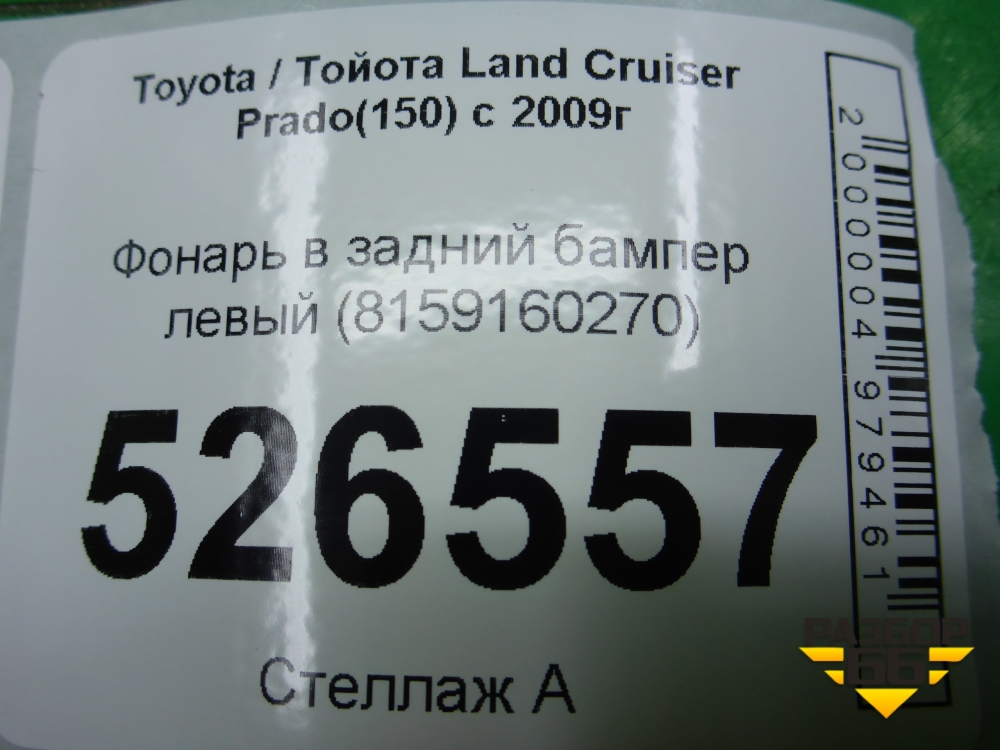 Toyota / Тойота Land Cruiser
Prado(150) с 2009г
Фонарь в задний бампер
левый (8159160270)
526557
Стеллаж А
2000004979461
РАЗБОР
66